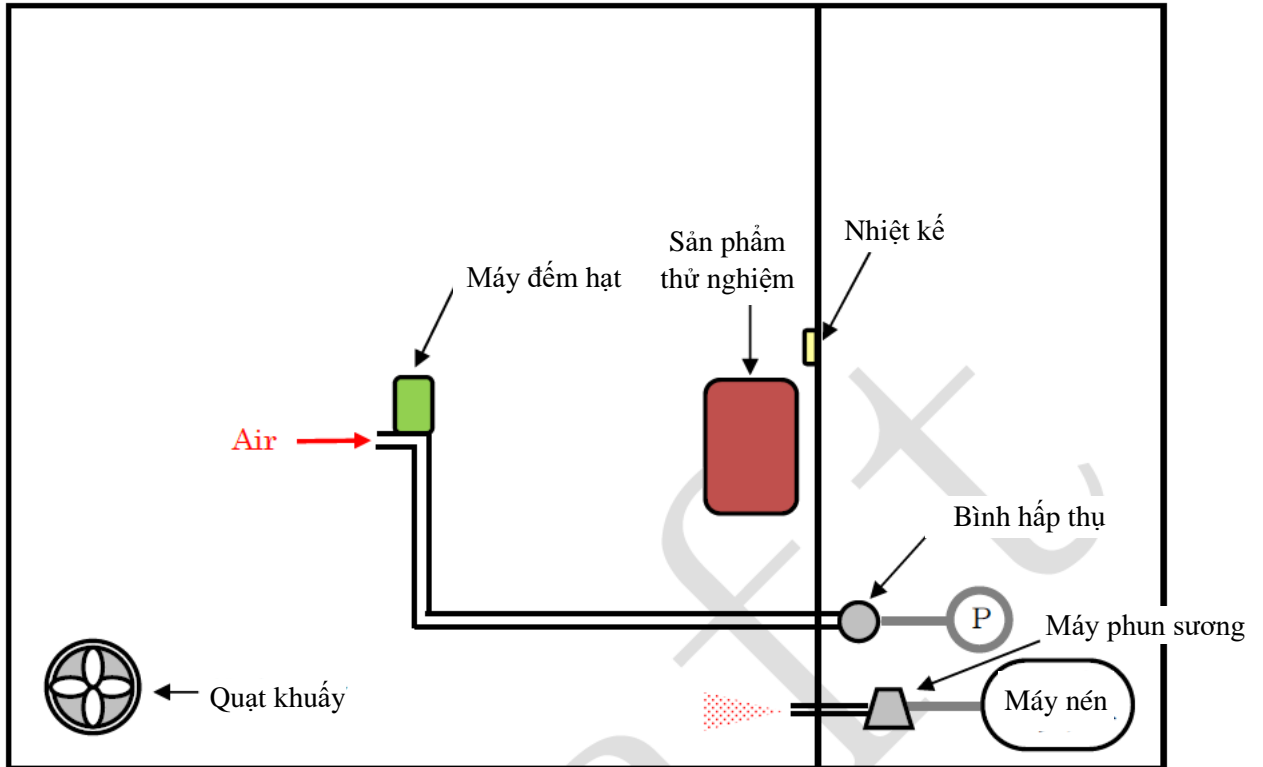 Nhiệt kế
Sản phẩm
thử nghiệm
Máy đếm hạt
Air
Bình hấp thụ
P
Máy phun sương
Quạt khuấy
Máy nén